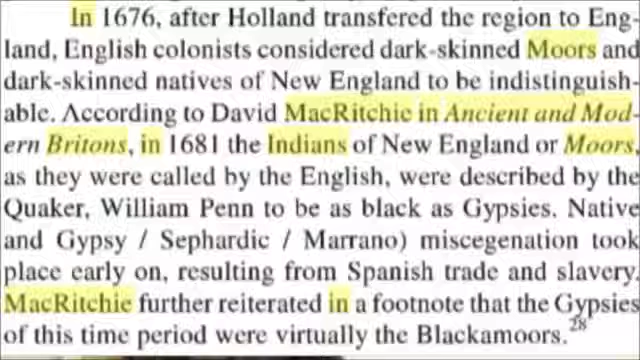 In 1676, after Holland transfered the region to Eng-
land, English colonists considered dark-skinned Moors and
dark-skinned natives of New England to be indistinguish-
able. According to David MacRitchie in Ancient and Mod-
ern Britons, in 1681 the Indians of New England or Moors,
as they were called by the English, were described by the
Quaker, William Penn to be as black as Gypsies. Native
and Gypsy / Sephardic / Marrano) miscegenation took
place early on, resulting from Spanish trade and slavery.
MacRitchie further reiterated in a footnote that the Gypsies
of this time period were virtually the Blackamoors.28